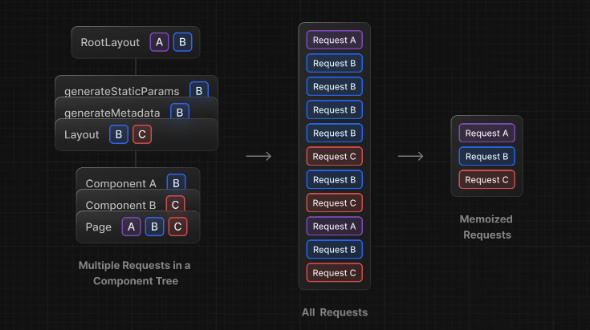 RootLayout A B
generateStaticParams B
generateMetadata B
Layout B C
Component A B
Component B C
Page A B C
Multiple Requests in a
Component Tree
Request A
Request B
Request B
Request B
Request B
Request C
Request B
Request C
Request A
Request B
Request C
All Requests
Request A
Request B
Request C
Memoized
Requests